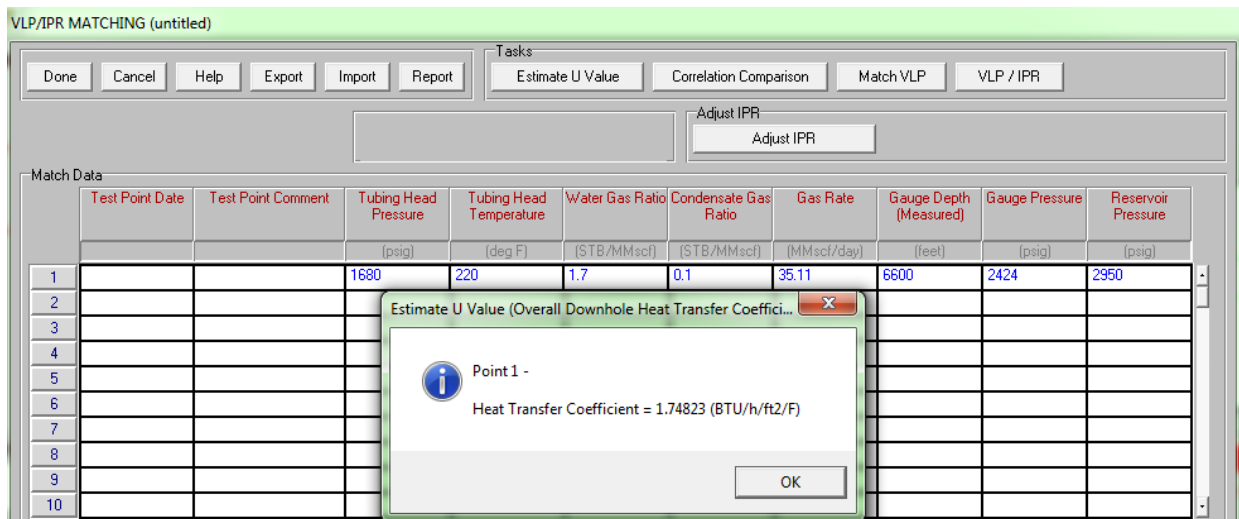 VLP/IPR MATCHING (untitled)
Tasks
Done Cancel Help Export Import Report Estimate U Value Correlation Comparison Match VLP VLP / IPR
Adjust IPR
Adjust IPR
Match Data
Test Point Date Test Point Comment Tubing Head Pressure Tubing Head Temperature Water Gas Ratio Condensate Gas Ratio Gas Rate Gauge Depth (Measured) Gauge Pressure Reservoir Pressure
(psig) (deg F) (STB/MMscf) (STB/MMscf) (MMscf/day) (feet) (psig) (psig)
1 1680 220 1.7 0.1 35.11 6600 2424 2950
2
Estimate U Value (Overall Downhole Heat Transfer Coeffici...
3
4
Point 1 -
5
6
Heat Transfer Coefficient = 1.74823 (BTU/h/ft2/F)
7
8
9
OK
10